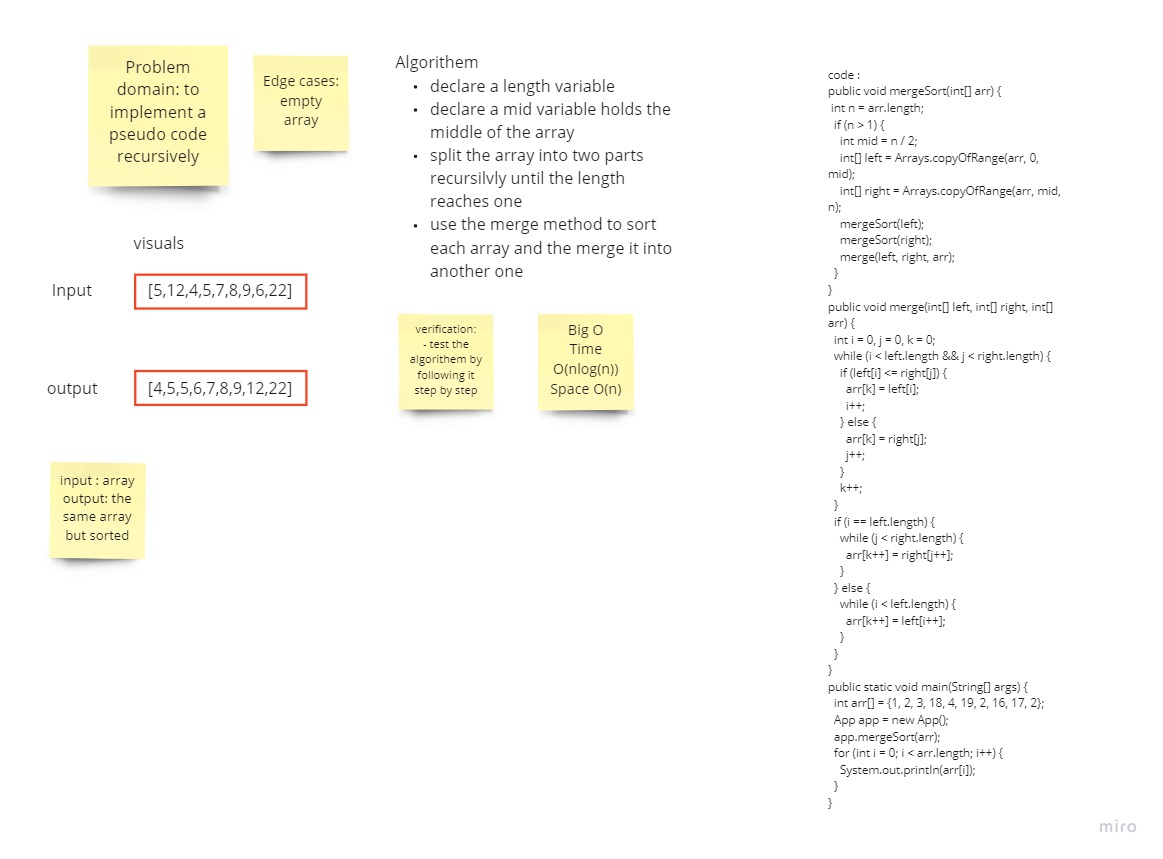 Problem
domain: to
implement a
pseudo code
recursively
Edge cases:
empty
array
visuals
Input
[5,12,4,5,7,8,9,6,22]
output
[4,5,5,6,7,8,9,12,22]
input : array
output: the
same array
but sorted
Algorithem
• declare a length variable
• declare a mid variable holds the
middle of the array
• split the array into two parts
recursilvly until the length
reaches one
• use the merge method to sort
each array and the merge it into
another one
verification:
- test the
algorithem by
following it
step by step
Big O
Time
O(nlog(n))
Space O(n)
code :
public void mergeSort(int[] arr) {
int n = arr.length;
if (n > 1) {
int mid = n / 2;
int[] left = Arrays.copyOfRange(arr, 0,
mid);
int[] right = Arrays.copyOfRange(arr, mid,
n);
mergeSort(left);
mergeSort(right);
merge(left, right, arr);
}
}
public void merge(int[] left, int[] right, int[]
arr) {
int i = 0, j = 0, k = 0;
while (i < left.length && j < right.length) {
if (left[i] <= right[j]) {
arr[k] = left[i];
i++;
} else {
arr[k] = right[j];
j++;
}
k++;
}
if (i == left.length) {
while (j < right.length) {
arr[k++] = right[j++];
}
} else {
while (i < left.length) {
arr[k++] = left[i++];
}
}
}
public static void main(String[] args) {
int arr[] = {1, 2, 3, 18, 4, 19, 2, 16, 17, 2};
App app = new App();
app.mergeSort(arr);
for (int i = 0; i < arr.length; i++) {
System.out.println(arr[i]);
}
}
miro